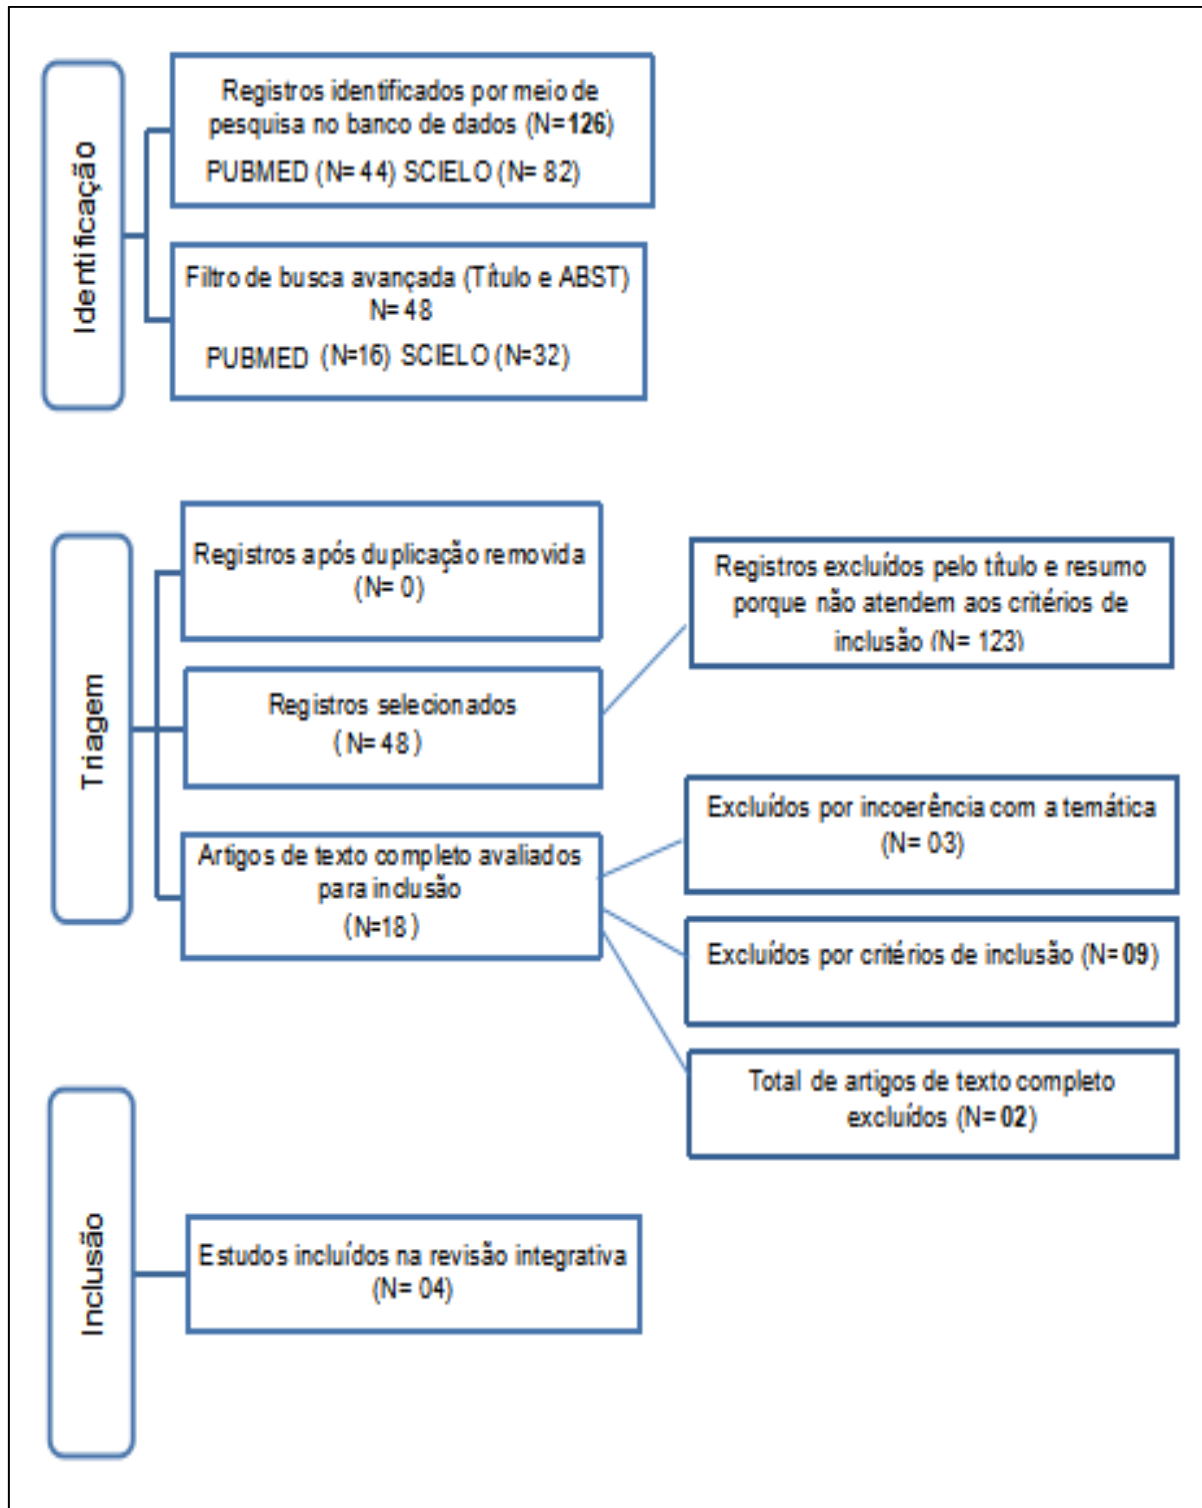 Identificação
Registros identificados por meio de
pesquisa no banco de dados (N=126)
PUBMED (N= 44) SCIELO (N= 82)
Filtro de busca avançada (Título e ABST)
N= 48
PUBMED (N=16) SCIELO (N=32)
Triagem
Registros após duplicação removida
(N= 0)
Registros selecionados
(N= 48)
Artigos de texto completo avaliados
para inclusão
(N=18)
Registros excluídos pelo título e resumo
porque não atendem aos critérios de
inclusão (N= 123)
Excluídos por incoerência com a temática
(N= 03)
Excluídos por critérios de inclusão (N= 09)
Total de artigos de texto completo
excluídos (N= 02)
Inclusão
Estudos incluídos na revisão integrativa
(N= 04)